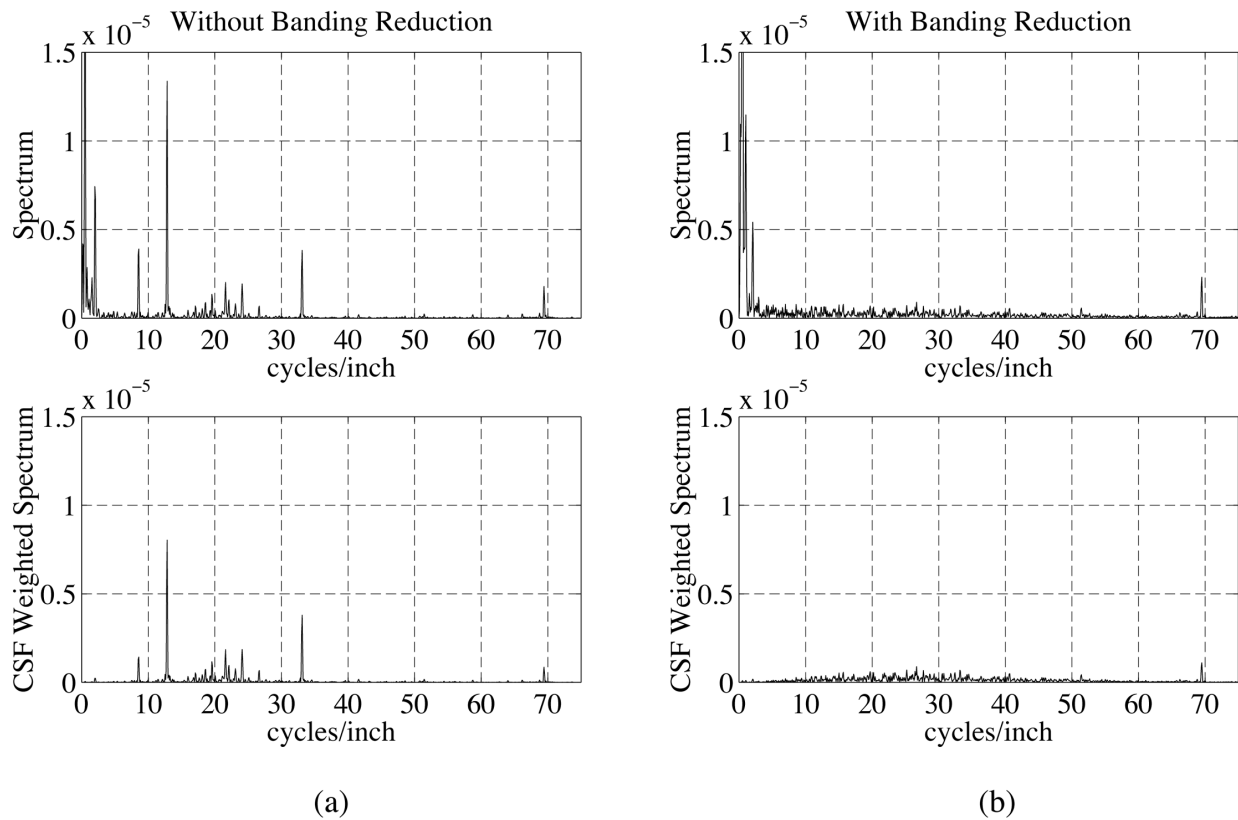 Without Banding Reduction
x 10⁻⁵
1.5
1
0.5
0
Spectrum
0 10 20 30 40 50 60 70
cycles/inch
x 10⁻⁵
1.5
1
0.5
0
CSF Weighted Spectrum
0 10 20 30 40 50 60 70
cycles/inch
(a)
With Banding Reduction
x 10⁻⁵
1.5
1
0.5
0
Spectrum
0 10 20 30 40 50 60 70
cycles/inch
x 10⁻⁵
1.5
1
0.5
0
CSF Weighted Spectrum
0 10 20 30 40 50 60 70
cycles/inch
(b)